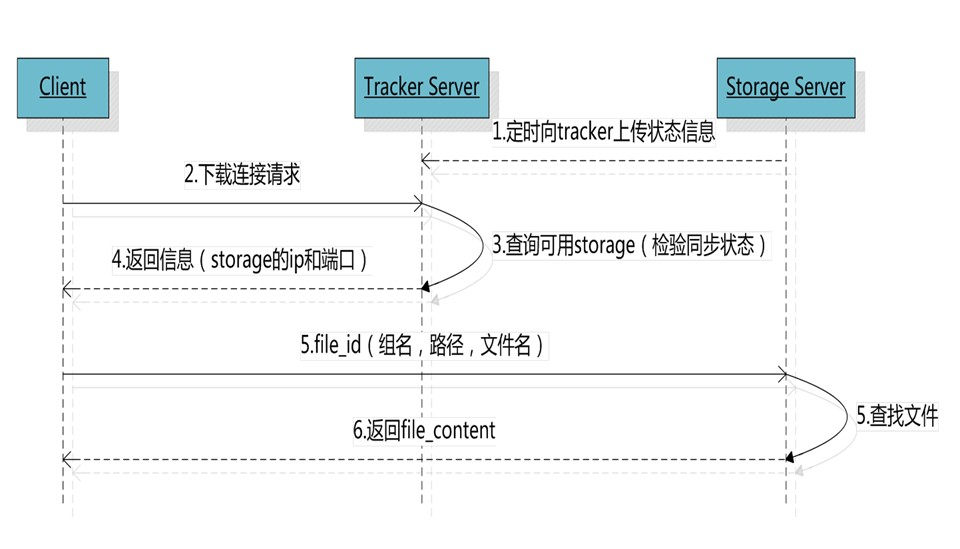 Client
Tracker Server
Storage Server
1.定时向tracker上传状态信息
2.下载连接请求
3.查询可用storage（检验同步状态）
4.返回信息（storage的ip和端口）
5.file_id（组名，路径，文件名）
5.查找文件
6.返回file_content